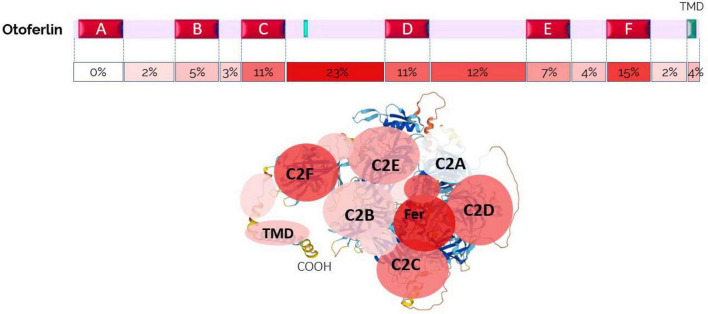 TMD
Otoferlin A B C D E F
0% 2% 5% 3% 11% 23% 11% 12% 7% 4% 15% 2% 4%
C2E
C2A
C2F
C2B
Fer
C2D
TMD
C2C
COOH